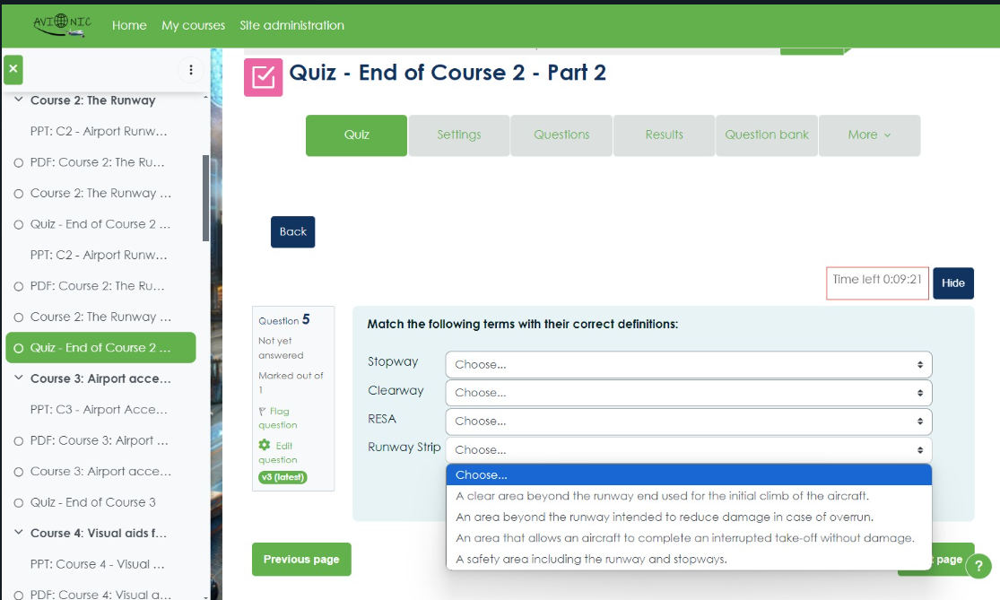 AVIONIC
Home
My courses
Site administration
Course 2: The Runway
PPT: C2 - Airport Runw...
PDF: Course 2: The Ru...
Course 2: The Runway ...
Quiz - End of Course 2 ...
PPT: C2 - Airport Runw...
PDF: Course 2: The Ru...
Course 2: The Runway ...
Quiz - End of Course 2 ...
Course 3: Airport acce...
PPT: C3 - Airport Acce...
PDF: Course 3: Airport ...
Course 3: Airport acce...
Quiz - End of Course 3
Course 4: Visual aids f...
PPT: Course 4 - Visual ...
PDF: Course 4: Visual a...
Quiz - End of Course 2 - Part 2
Quiz
Settings
Questions
Results
Question bank
More
Back
Time left 0:09:21
Hide
Question 5
Not yet
answered
Marked out of
1
Flag
question
Edit
question
v3 (latest)
Match the following terms with their correct definitions:
Stopway
Choose...
Clearway
Choose...
RESA
Choose...
Runway Strip
Choose...
Choose...
A clear area beyond the runway end used for the initial climb of the aircraft.
An area beyond the runway intended to reduce damage in case of overrun.
An area that allows an aircraft to complete an interrupted take-off without damage.
A safety area including the runway and stopways.
Previous page
page
?